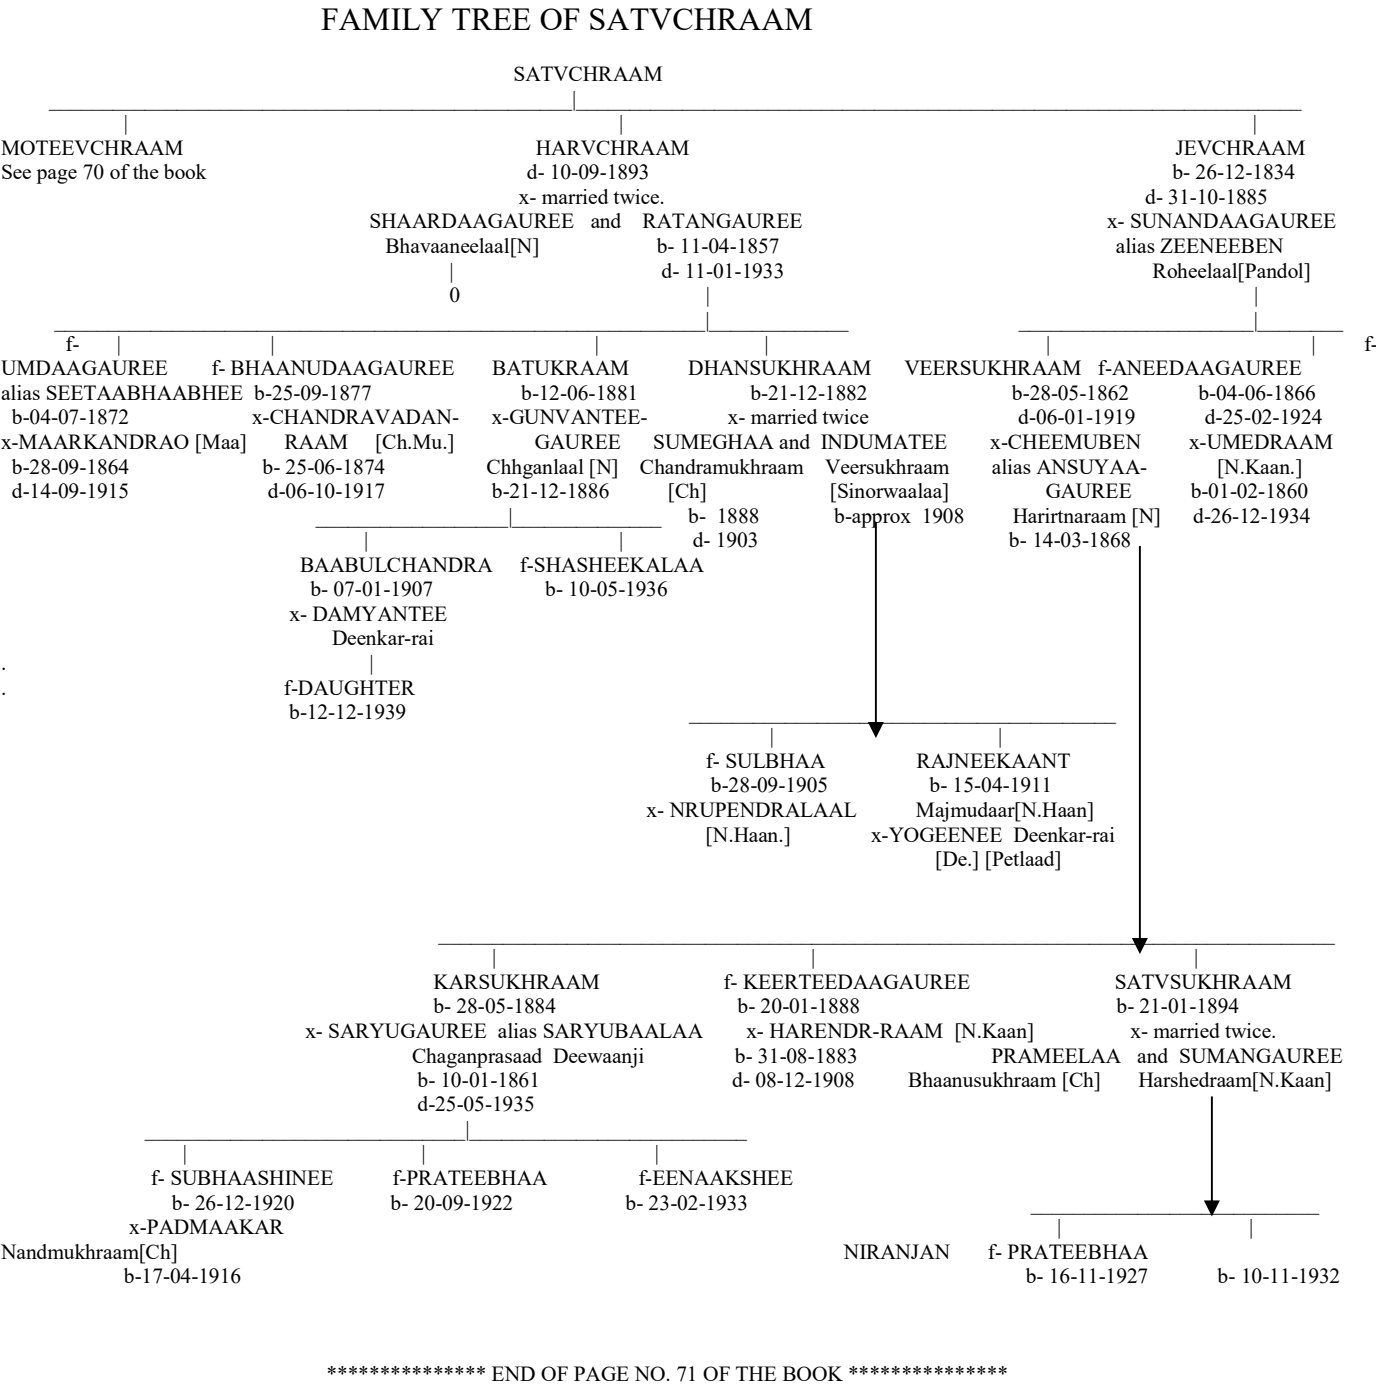 FAMILY TREE OF SATVCHRAAM
SATVCHRAAM
MOTEEVCHRAAM HARVCHRAAM JEVCHRAAM
See page 70 of the book d- 10-09-1893 b- 26-12-1834
x- married twice. d- 31-10-1885
SHAARDAAGAUREE and RATANGAUREE x- SUNANDAAGAUREE
Bhavaaneelaal[N] b- 11-04-1857 alias ZEENEEBEN
d- 11-01-1933 Roheelaal[Pandol]
0
f- f-
UMDAAGAUREE f- BHAANUDAAGAUREE BATUKRAAM DHANSUKHRAAM VEERSUKHRAAM f-ANEEDAAGAUREE
alias SEETAABHAABHEE b-25-09-1877 b-12-06-1881 b-21-12-1882 b-28-05-1862 b-04-06-1866
b-04-07-1872 x-CHANDRAVADAN- x-GUNVANTEE- x- married twice d-06-01-1919 d-25-02-1924
x-MAARKANDRAO [Maa] RAAM [Ch.Mu.] GAUREE SUMEGHAA and INDUMATEE x-CHEEMUBEN x-UMEDRAAM
b-28-09-1864 b- 25-06-1874 Chhganlaal [N] Chandramukhraam Veersukhraam alias ANSUYAA- [N.Kaan.]
d-14-09-1915 d-06-10-1917 b-21-12-1886 [Ch] [Sinorwaalaa] GAUREE b-01-02-1860
b- 1888 b-approx 1908 Harirtnaraam [N] d-26-12-1934
d- 1903 b- 14-03-1868
BAABULCHANDRA f-SHASHEEKALAA
b- 07-01-1907 b- 10-05-1936
x- DAMYANTEE
Deenkar-rai
.
. f-DAUGHTER
b-12-12-1939
f- SULBHAA RAJNEEKAANT
b-28-09-1905 b- 15-04-1911
x- NRUPENDRALAAL Majmudaar[N.Haan]
[N.Haan.] x-YOGEENEE Deenkar-rai
[De.] [Petlaad]
KARSUKHRAAM f- KEERTEEDAAGAUREE SATVSUKHRAAM
b- 28-05-1884 b- 20-01-1888 b- 21-01-1894
x- SARYUGAUREE alias SARYUBAALAA x- HARENDR-RAAM [N.Kaan] x- married twice.
Chaganprasaad Deewaanji b- 31-08-1883 PRAMEELAA and SUMANGAUREE
b- 10-01-1861 d- 08-12-1908 Bhaanusukhraam [Ch] Harshedraam[N.Kaan]
d-25-05-1935
f- SUBHAASHINEE f-PRATEEBHAA f-EENAAKSHEE
b- 26-12-1920 b- 20-09-1922 b- 23-02-1933
x-PADMAAKAR
Nandmukhraam[Ch] NIRANJAN f- PRATEEBHAA
b-17-04-1916 b- 16-11-1927 b- 10-11-1932
*************** END OF PAGE NO. 71 OF THE BOOK ***************